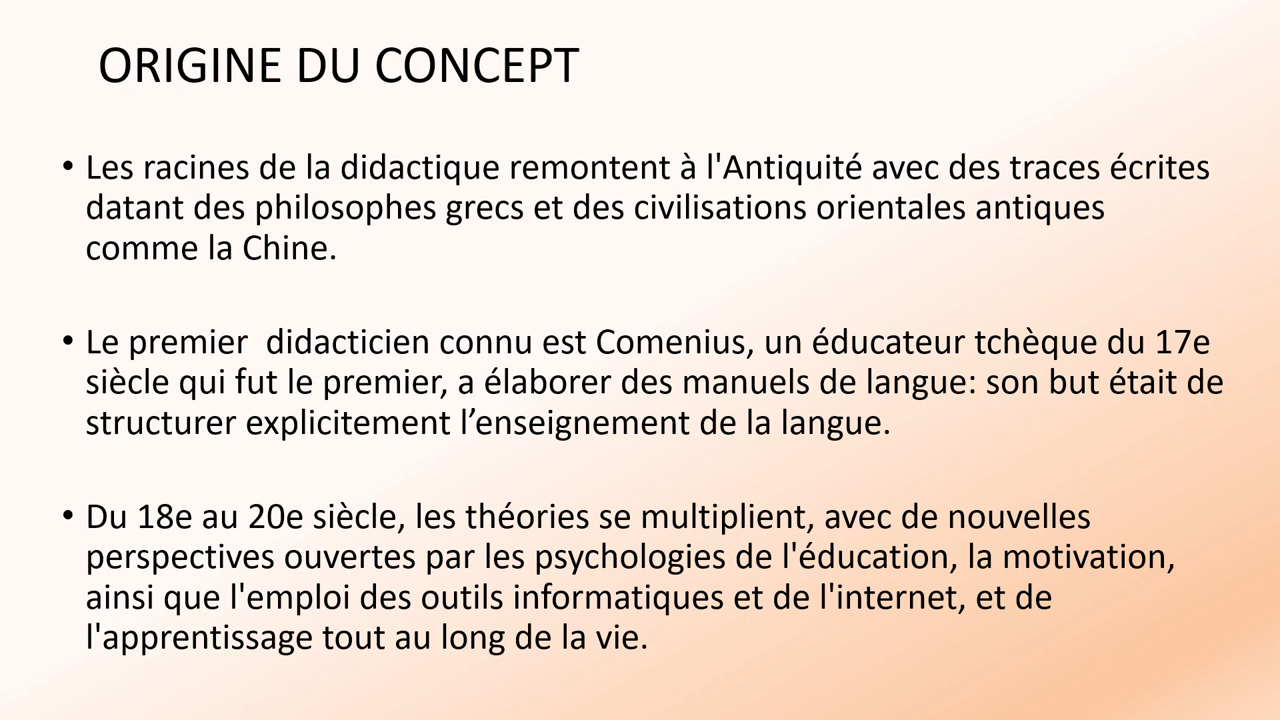 ORIGINE DU CONCEPT
• Les racines de la didactique remontent à l'Antiquité avec des traces écrites
datant des philosophes grecs et des civilisations orientales antiques
comme la Chine.
• Le premier  didacticien connu est Comenius, un éducateur tchèque du 17e
siècle qui fut le premier, a élaborer des manuels de langue: son but était de
structurer explicitement l’enseignement de la langue.
• Du 18e au 20e siècle, les théories se multiplient, avec de nouvelles
perspectives ouvertes par les psychologies de l'éducation, la motivation,
ainsi que l'emploi des outils informatiques et de l'internet, et de
l'apprentissage tout au long de la vie.